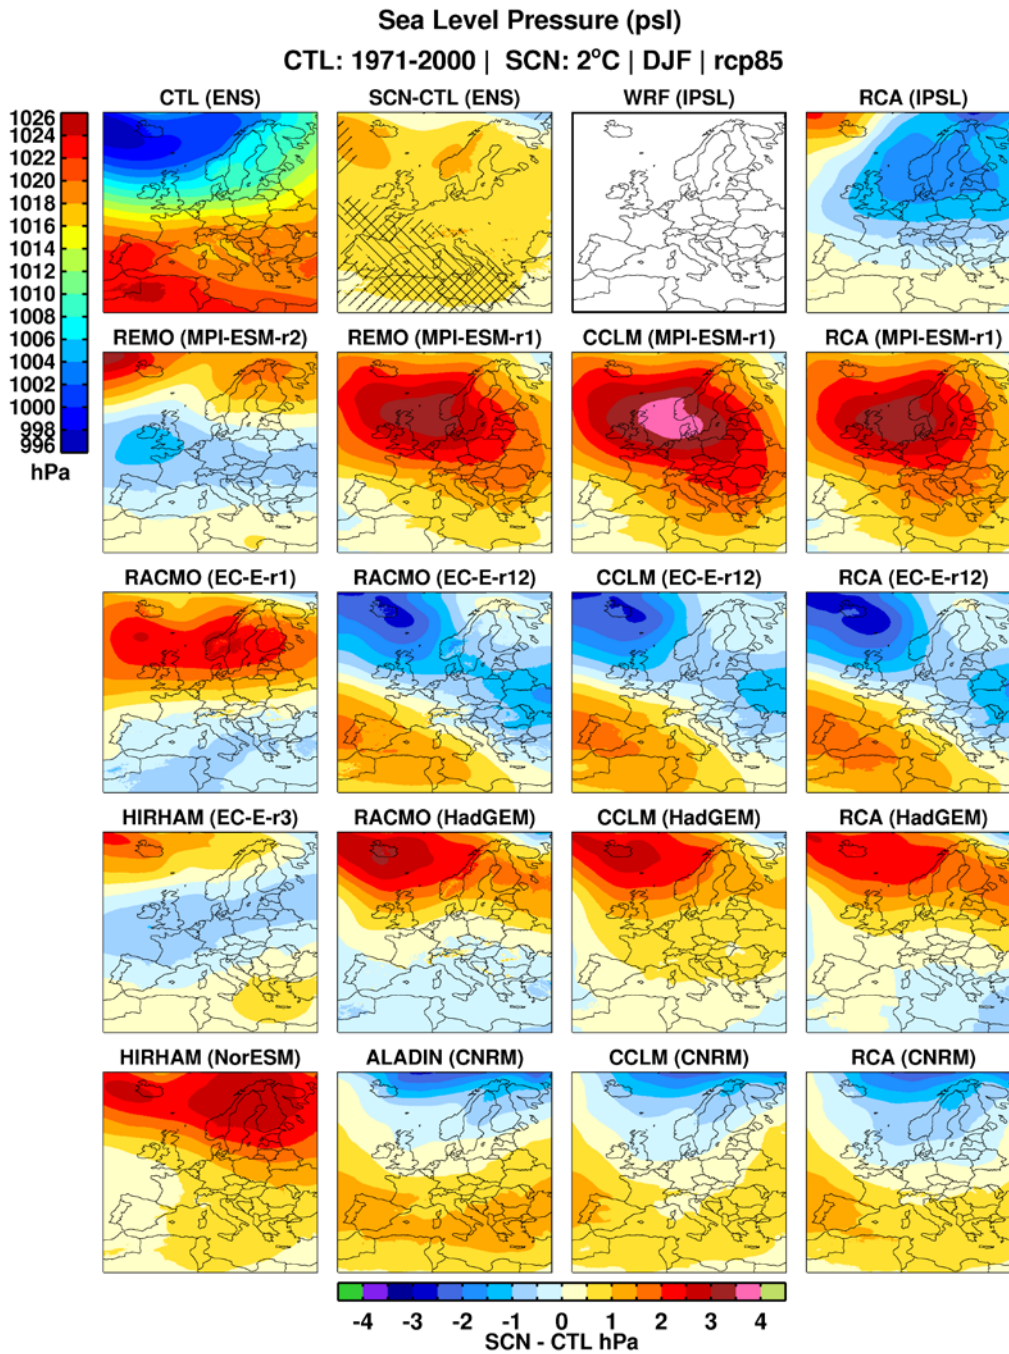 Sea Level Pressure (psl)
CTL: 1971-2000 | SCN: 2°C | DJF | rcp85
CTL (ENS) SCN-CTL (ENS) WRF (IPSL) RCA (IPSL)
1026
1024
1022
1020
1018
1016
1014
1012
1010
1008
1006
1004
1002
1000
998
996
hPa
REMO (MPI-ESM-r2) REMO (MPI-ESM-r1) CCLM (MPI-ESM-r1) RCA (MPI-ESM-r1)
RACMO (EC-E-r1) RACMO (EC-E-r12) CCLM (EC-E-r12) RCA (EC-E-r12)
HIRHAM (EC-E-r3) RACMO (HadGEM) CCLM (HadGEM) RCA (HadGEM)
HIRHAM (NorESM) ALADIN (CNRM) CCLM (CNRM) RCA (CNRM)
-4 -3 -2 -1 0 1 2 3 4
SCN - CTL hPa